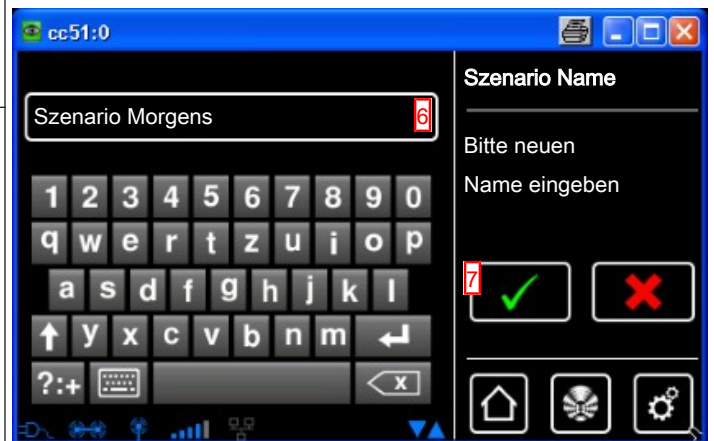 cc51:0
Szenario Name
Szenario Morgens 6
Bitte neuen
Name eingeben
1 2 3 4 5 6 7 8 9 0
q w e r t z u i o p
a s d f g h j k l
7
y x c v b n m
?:+
x